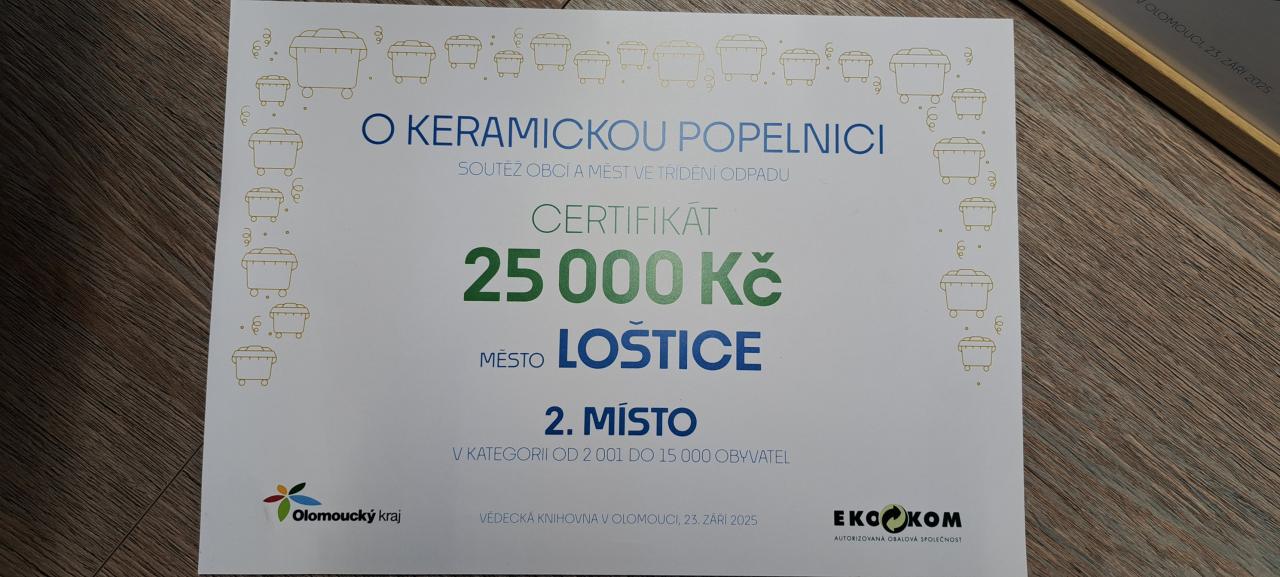 V OLOMOUCI, 23. ZÁŘÍ 2025
O KERAMICKOU POPELNICI
SOUTĚŽ OBCÍ A MĚST VE TŘÍDĚNÍ ODPADU
CERTIFIKÁT
25 000 Kč
MĚSTO LOŠTICE
2. MÍSTO
V KATEGORII OD 2 001 DO 15 000 OBYVATEL
Olomoucký kraj
VĚDECKÁ KNIHOVNA V OLOMOUCI, 23. ZÁŘÍ 2025
EKO KOM
AUTORIZOVANÁ OBALOVÁ SPOLEČNOST